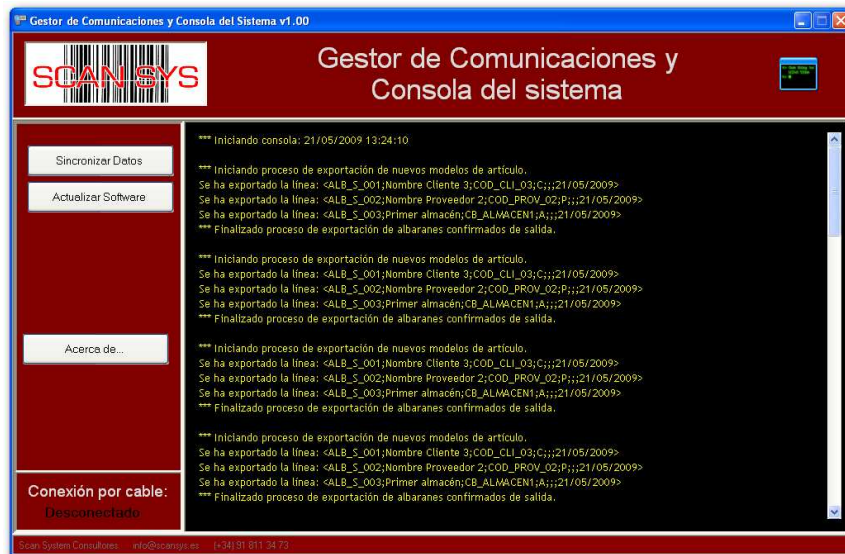 Gestor de Comunicaciones y Consola del Sistema v1.00
SCAN SYS
Gestor de Comunicaciones y
Consola del sistema
Sincronizar Datos
Actualizar Software
Acerca de...
Conexión por cable:
Desconectado
*** Iniciando consola: 21/05/2009 13:24:10
*** Iniciando proceso de exportación de nuevos modelos de artículo.
Se ha exportado la línea: <ALB_S_001;Nombre Cliente 3;COD_CLI_03;C;;;21/05/2009>
Se ha exportado la línea: <ALB_S_002;Nombre Proveedor 2;COD_PROV_02;P;;;21/05/2009>
Se ha exportado la línea: <ALB_S_003;Primer almacén;CB_ALMACEN1;A;;;21/05/2009>
*** Finalizado proceso de exportación de albaranes confirmados de salida.
*** Iniciando proceso de exportación de nuevos modelos de artículo.
Se ha exportado la línea: <ALB_S_001;Nombre Cliente 3;COD_CLI_03;C;;;21/05/2009>
Se ha exportado la línea: <ALB_S_002;Nombre Proveedor 2;COD_PROV_02;P;;;21/05/2009>
Se ha exportado la línea: <ALB_S_003;Primer almacén;CB_ALMACEN1;A;;;21/05/2009>
*** Finalizado proceso de exportación de albaranes confirmados de salida.
*** Iniciando proceso de exportación de nuevos modelos de artículo.
Se ha exportado la línea: <ALB_S_001;Nombre Cliente 3;COD_CLI_03;C;;;21/05/2009>
Se ha exportado la línea: <ALB_S_002;Nombre Proveedor 2;COD_PROV_02;P;;;21/05/2009>
Se ha exportado la línea: <ALB_S_003;Primer almacén;CB_ALMACEN1;A;;;21/05/2009>
*** Finalizado proceso de exportación de albaranes confirmados de salida.
*** Iniciando proceso de exportación de nuevos modelos de artículo.
Se ha exportado la línea: <ALB_S_001;Nombre Cliente 3;COD_CLI_03;C;;;21/05/2009>
Se ha exportado la línea: <ALB_S_002;Nombre Proveedor 2;COD_PROV_02;P;;;21/05/2009>
Se ha exportado la línea: <ALB_S_003;Primer almacén;CB_ALMACEN1;A;;;21/05/2009>
*** Finalizado proceso de exportación de albaranes confirmados de salida.
Scan System Consultores info@scansys.es (+34) 91 811 34 73